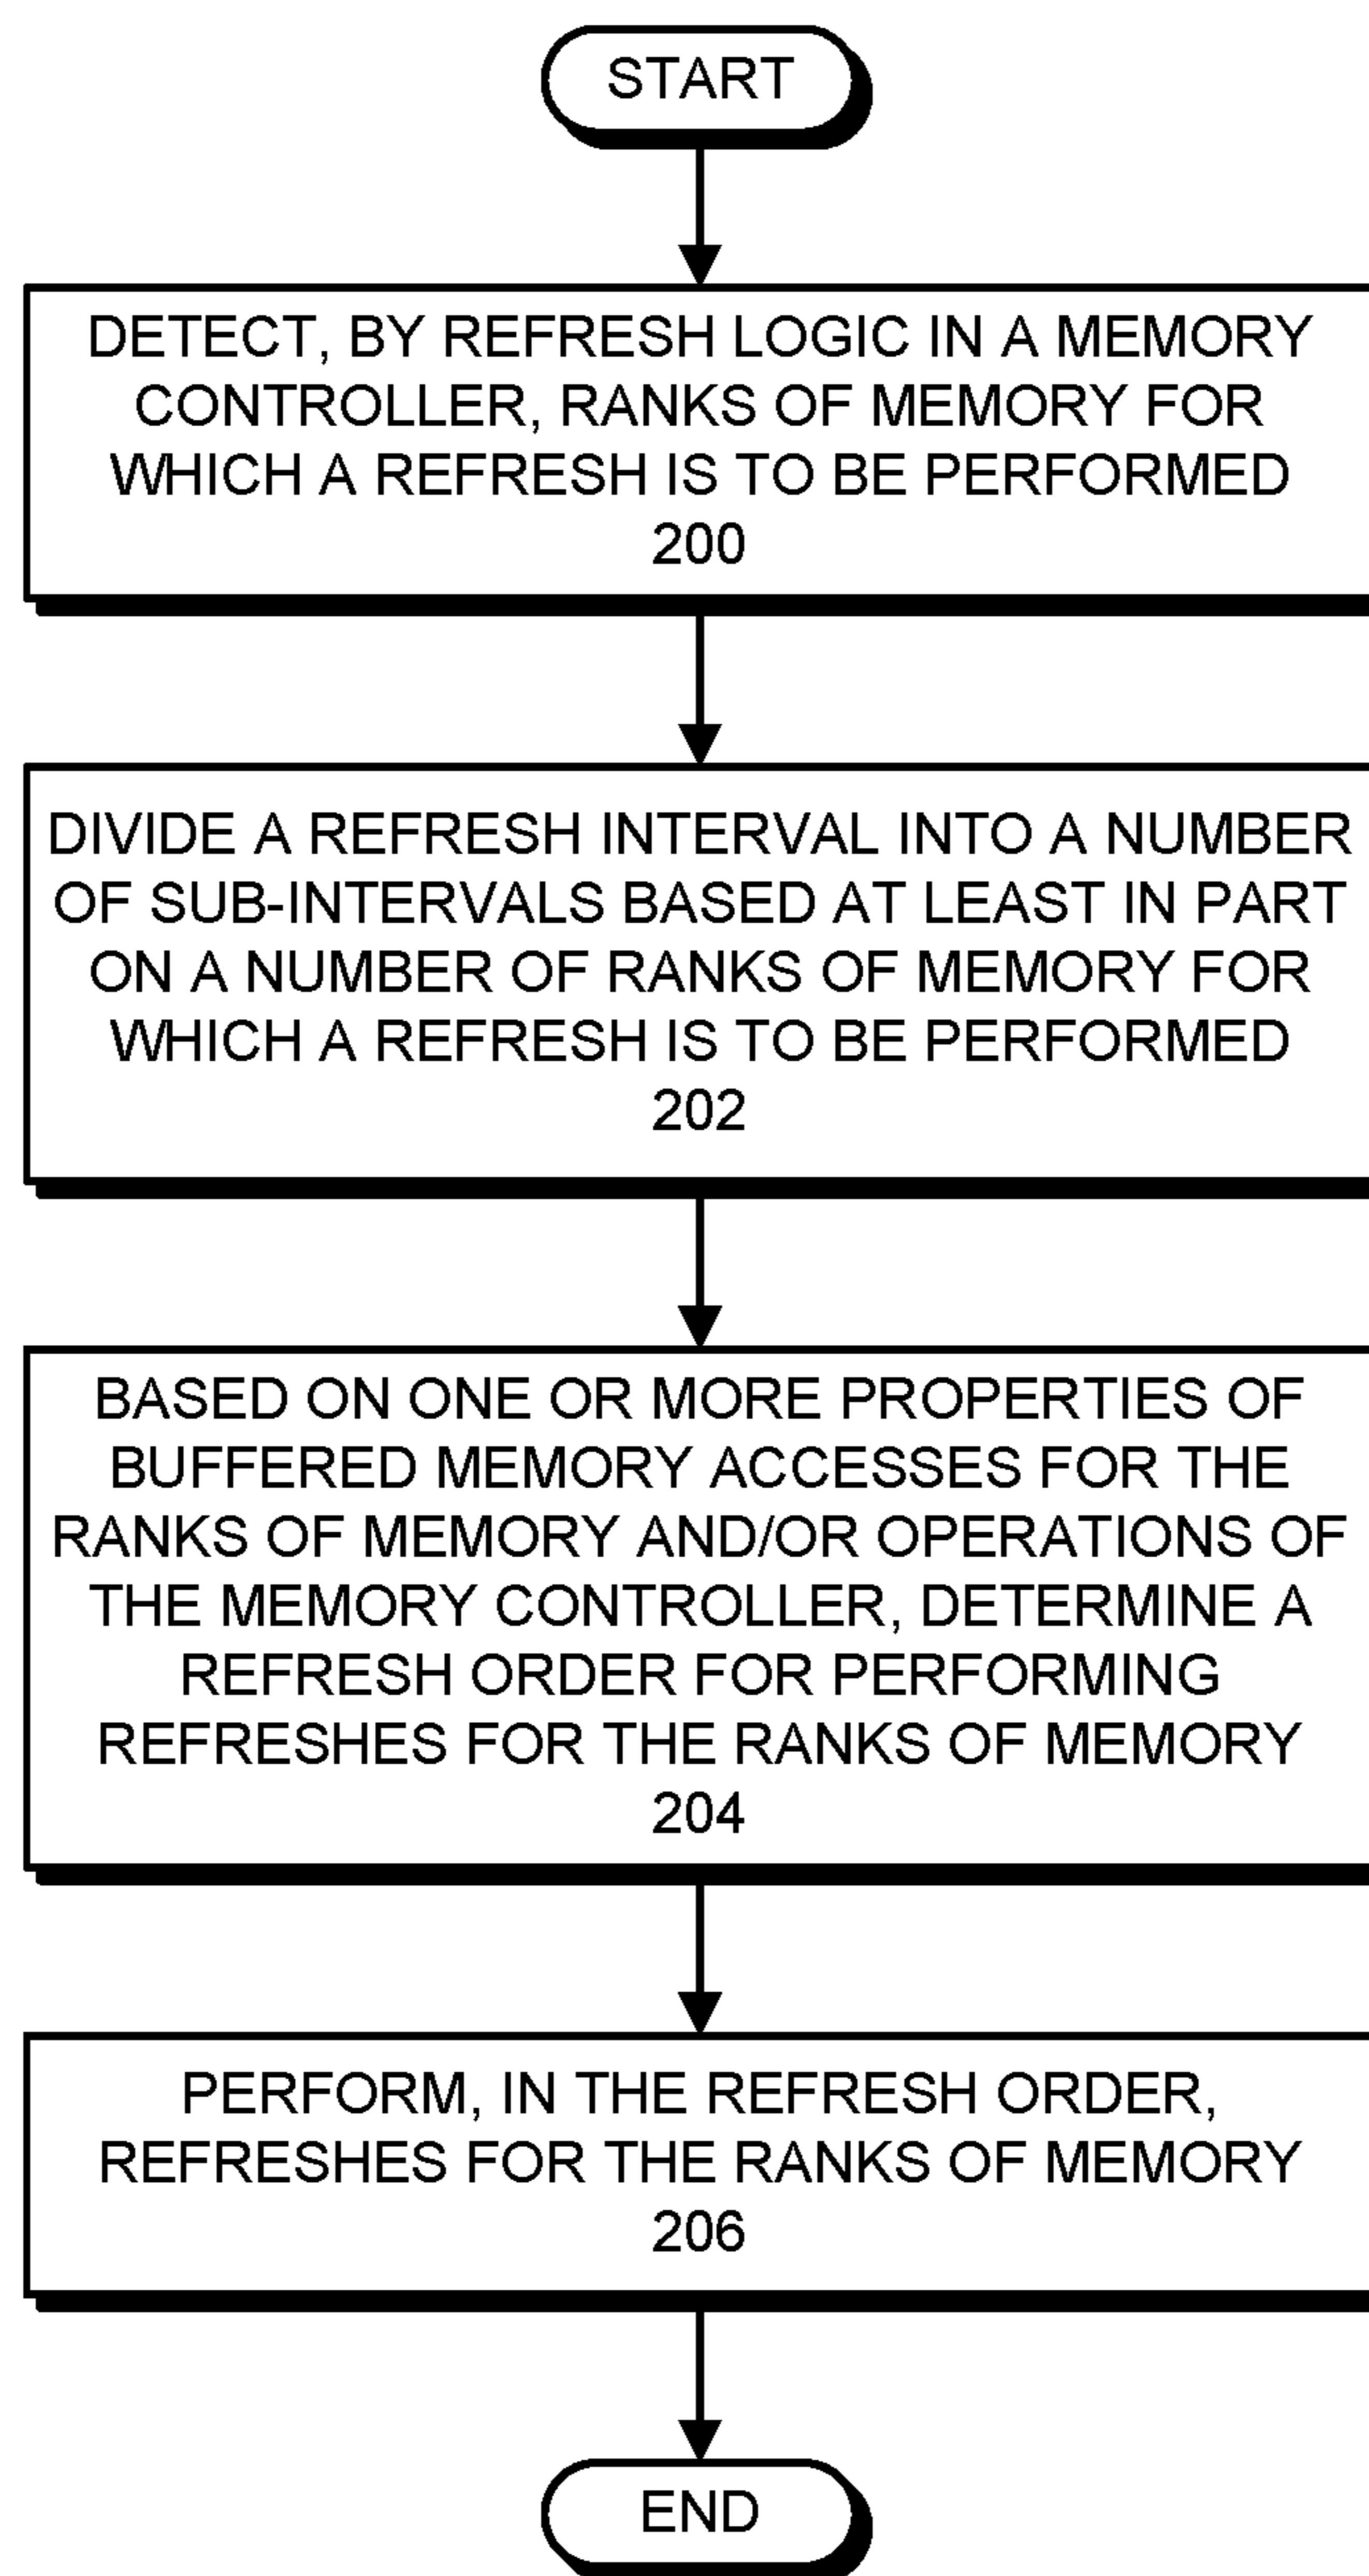 START
DETECT, BY REFRESH LOGIC IN A MEMORY
CONTROLLER, RANKS OF MEMORY FOR
WHICH A REFRESH IS TO BE PERFORMED
200
DIVIDE A REFRESH INTERVAL INTO A NUMBER
OF SUB-INTERVALS BASED AT LEAST IN PART
ON A NUMBER OF RANKS OF MEMORY FOR
WHICH A REFRESH IS TO BE PERFORMED
202
BASED ON ONE OR MORE PROPERTIES OF
BUFFERED MEMORY ACCESSES FOR THE
RANKS OF MEMORY AND/OR OPERATIONS OF
THE MEMORY CONTROLLER, DETERMINE A
REFRESH ORDER FOR PERFORMING
REFRESHES FOR THE RANKS OF MEMORY
204
PERFORM, IN THE REFRESH ORDER,
REFRESHES FOR THE RANKS OF MEMORY
206
END